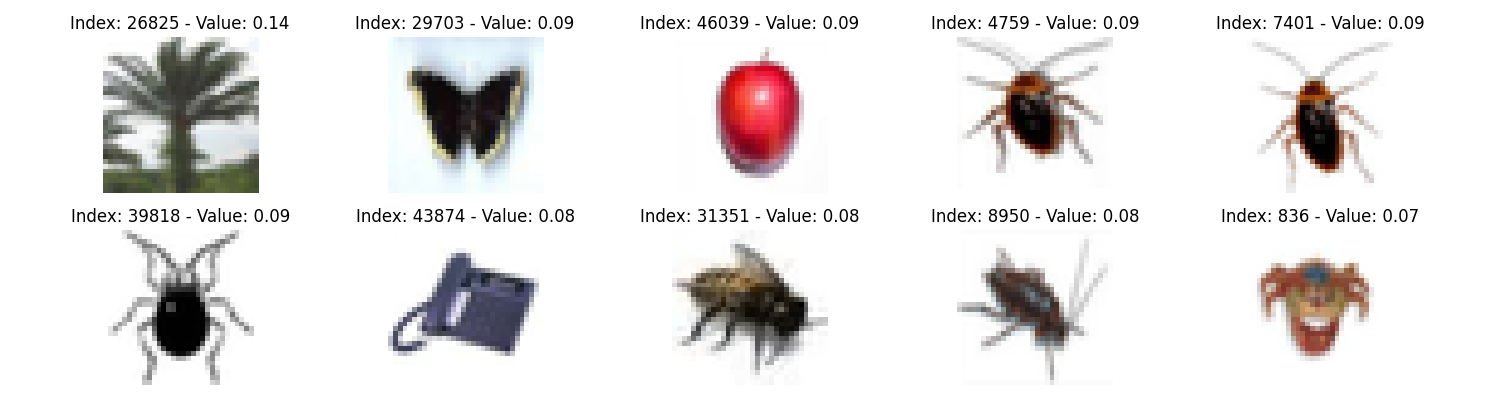 Index: 26825 - Value: 0.14
Index: 29703 - Value: 0.09
Index: 46039 - Value: 0.09
Index: 4759 - Value: 0.09
Index: 7401 - Value: 0.09
Index: 39818 - Value: 0.09
Index: 43874 - Value: 0.08
Index: 31351 - Value: 0.08
Index: 8950 - Value: 0.08
Index: 836 - Value: 0.07